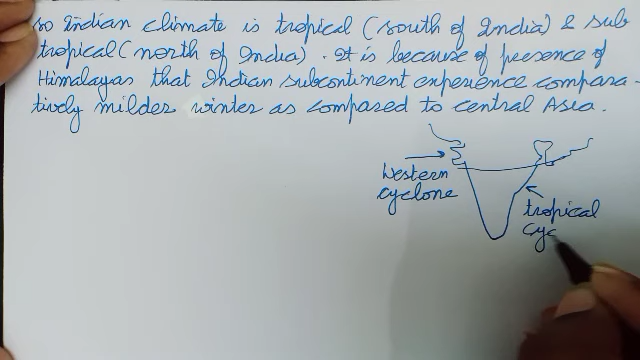 so Indian climate is tropical (south of India) & sub
tropical (north of India). It is because of presence of
Himalayas that Indian subcontinent experience compara-
tively milder winter as compared to central Asia.
Western
cyclone
tropical
cyc